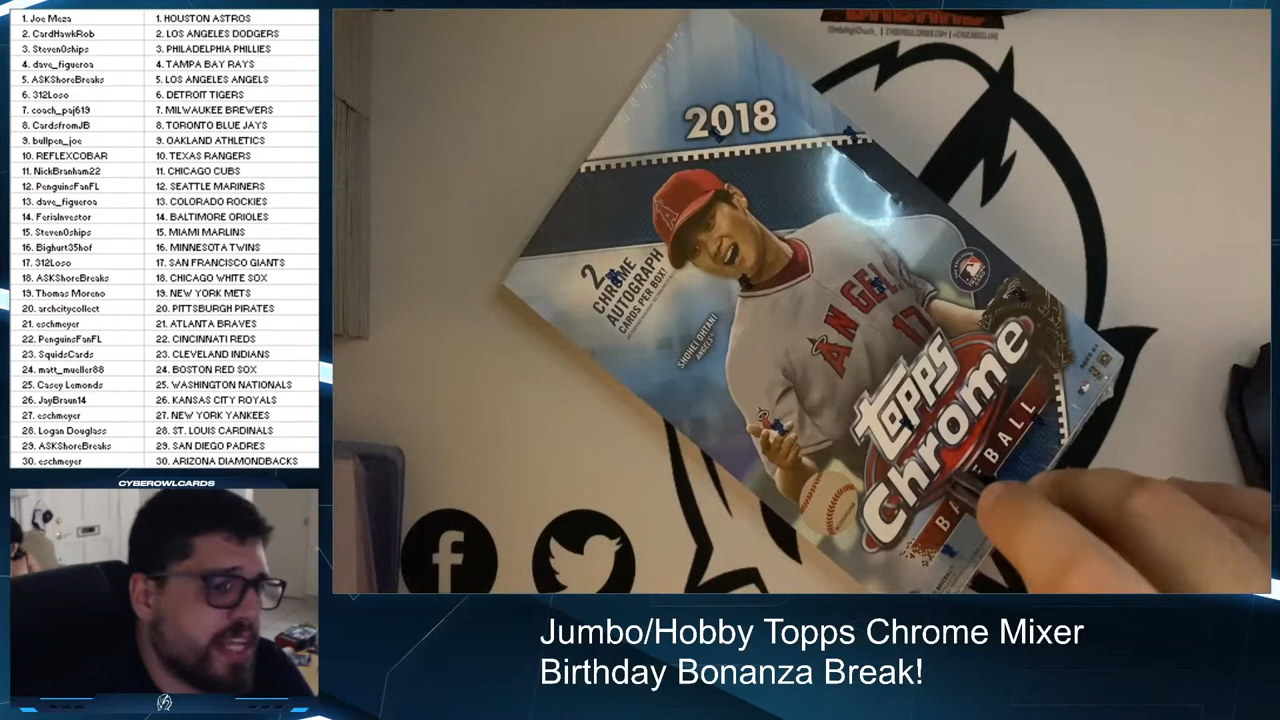 1. Joe Meza
2. CardHawkRob
3. Steven0ships
4. dave_figueroa
5. ASKShoreBreaks
6. 312Loso
7. coach_paj619
8. CardsfromJB
9. bullpen_joe
10. REFLEXCOBAR
11. NickBranham22
12. PenguinsFanFL
13. dave_figueroa
14. FeriaInvestor
15. Steven0ships
16. Bighurt35hof
17. 312Loso
18. ASKShoreBreaks
19. Thomas Moreno
20. archcitycollect
21. eschmeyer
22. PenguinsFanFL
23. SquidsCards
24. matt_mueller88
25. Casey Lemonds
26. JayBraun14
27. eschmeyer
28. Logan Douglass
29. ASKShoreBreaks
30. eschmeyer
1. HOUSTON ASTROS
2. LOS ANGELES DODGERS
3. PHILADELPHIA PHILLIES
4. TAMPA BAY RAYS
5. LOS ANGELES ANGELS
6. DETROIT TIGERS
7. MILWAUKEE BREWERS
8. TORONTO BLUE JAYS
9. OAKLAND ATHLETICS
10. TEXAS RANGERS
11. CHICAGO CUBS
12. SEATTLE MARINERS
13. COLORADO ROCKIES
14. BALTIMORE ORIOLES
15. MIAMI MARLINS
16. MINNESOTA TWINS
17. SAN FRANCISCO GIANTS
18. CHICAGO WHITE SOX
19. NEW YORK METS
20. PITTSBURGH PIRATES
21. ATLANTA BRAVES
22. CINCINNATI REDS
23. CLEVELAND INDIANS
24. BOSTON RED SOX
25. WASHINGTON NATIONALS
26. KANSAS CITY ROYALS
27. NEW YORK YANKEES
28. ST. LOUIS CARDINALS
29. SAN DIEGO PADRES
30. ARIZONA DIAMONDBACKS
CYBEROWLCARDS
2018
2 CHROME
AUTOGRAPH
CARDS PER BOX!
SHOHEI OHTANI
ANGELS
ANGEL
17
Topps
Chrome
BA EBALL
Jumbo/Hobby Topps Chrome Mixer
Birthday Bonanza Break!